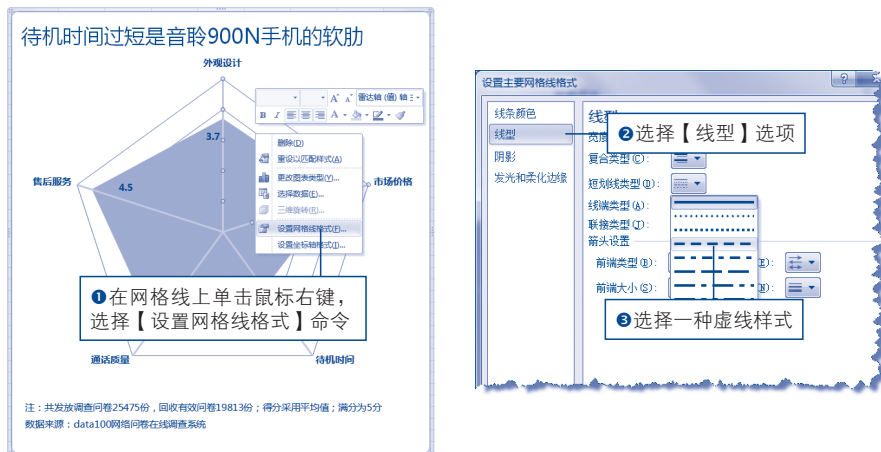 待机时间过短是音聆900N手机的软肋
外观设计
雷达轴 (值) 轴
B I
A
3.7
删除(D)
重设以匹配样式(A)
更改图表类型(Y)...
选择数据(E)...
三维旋转(R)...
设置网格线格式(F)...
设置坐标轴格式(J)...
售后服务
4.5
市场价格
❶在网格线上单击鼠标右键，
选择【设置网格线格式】命令
通话质量
待机时间
注：共发放调查问卷25475份，回收有效问卷19813份；得分采用平均值；满分为5分
数据来源：data100网络问卷在线调查系统
设置主要网格线格式
线条颜色
线型
阴影
发光和柔化边缘
线型
❷选择【线型】选项
复合类型(C):
短划线类型(D):
线端类型(A):
联接类型(J):
箭头设置
前端类型(B):
(E):
前端大小(S):
(N):
❸选择一种虚线样式